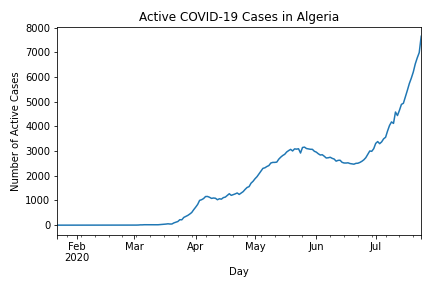 Active COVID-19 Cases in Algeria
Number of Active Cases
8000
7000
6000
5000
4000
3000
2000
1000
0
Feb Mar Apr May Jun Jul
2020
Day